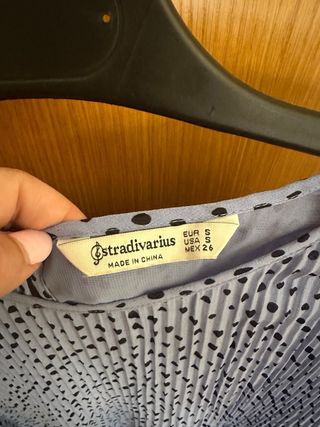 stradivarius
MADE IN CHINA
EUR S
USA S
MEX 26